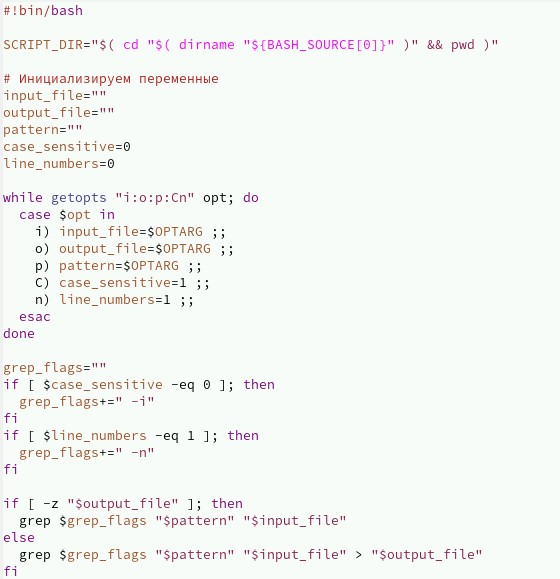 #!bin/bash

SCRIPT_DIR="$( cd "$( dirname "${BASH_SOURCE[0]}" )" && pwd )"

# Инициализируем переменные
input_file=""
output_file=""
pattern=""
case_sensitive=0
line_numbers=0

while getopts "i:o:p:Cn" opt; do
  case $opt in
    i) input_file=$OPTARG ;;
    o) output_file=$OPTARG ;;
    p) pattern=$OPTARG ;;
    C) case_sensitive=1 ;;
    n) line_numbers=1 ;;
  esac
done

grep_flags=""
if [ $case_sensitive -eq 0 ]; then
  grep_flags+=" -i"
fi
if [ $line_numbers -eq 1 ]; then
  grep_flags+=" -n"
fi

if [ -z "$output_file" ]; then
  grep $grep_flags "$pattern" "$input_file"
else
  grep $grep_flags "$pattern" "$input_file" > "$output_file"
fi